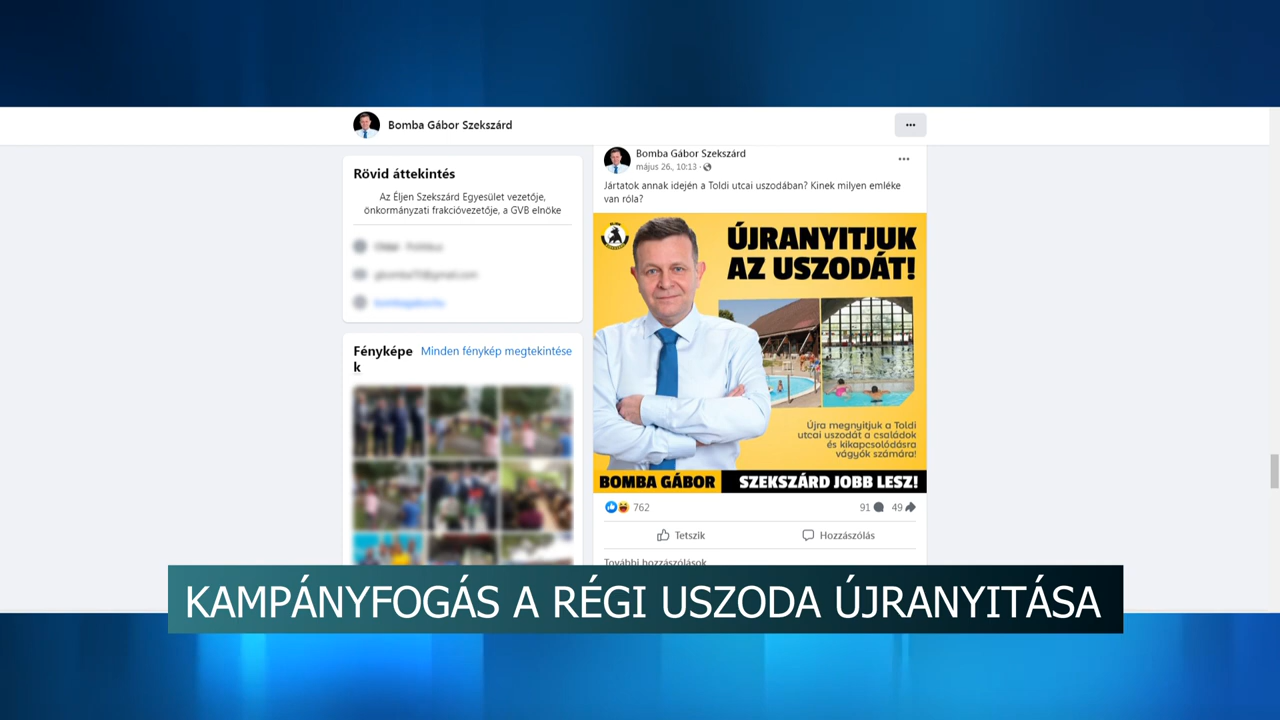 Bomba Gábor Szekszárd
Rövid áttekintés
Az Éljen Szekszárd Egyesület vezetője,
önkormányzati frakcióvezetője, a GVB elnöke
Fényképe
k
Minden fénykép megtekintése
Bomba Gábor Szekszárd
május 26., 10:13
Jártatok annak idején a Toldi utcai uszodában? Kinek milyen emléke
van róla?
ÚJRANYITJUK
AZ USZODÁT!
Újra megnyitjuk a Toldi
utcai uszodát a családok
és kikapcsolódásra
vágyók számára!
BOMBA GÁBOR
SZEKSZÁRD JOBB LESZ!
762
91
49
Tetszik
Hozzászólás
További hozzászólások
KAMPÁNYFOGÁS A RÉGI USZODA ÚJRANYITÁSA